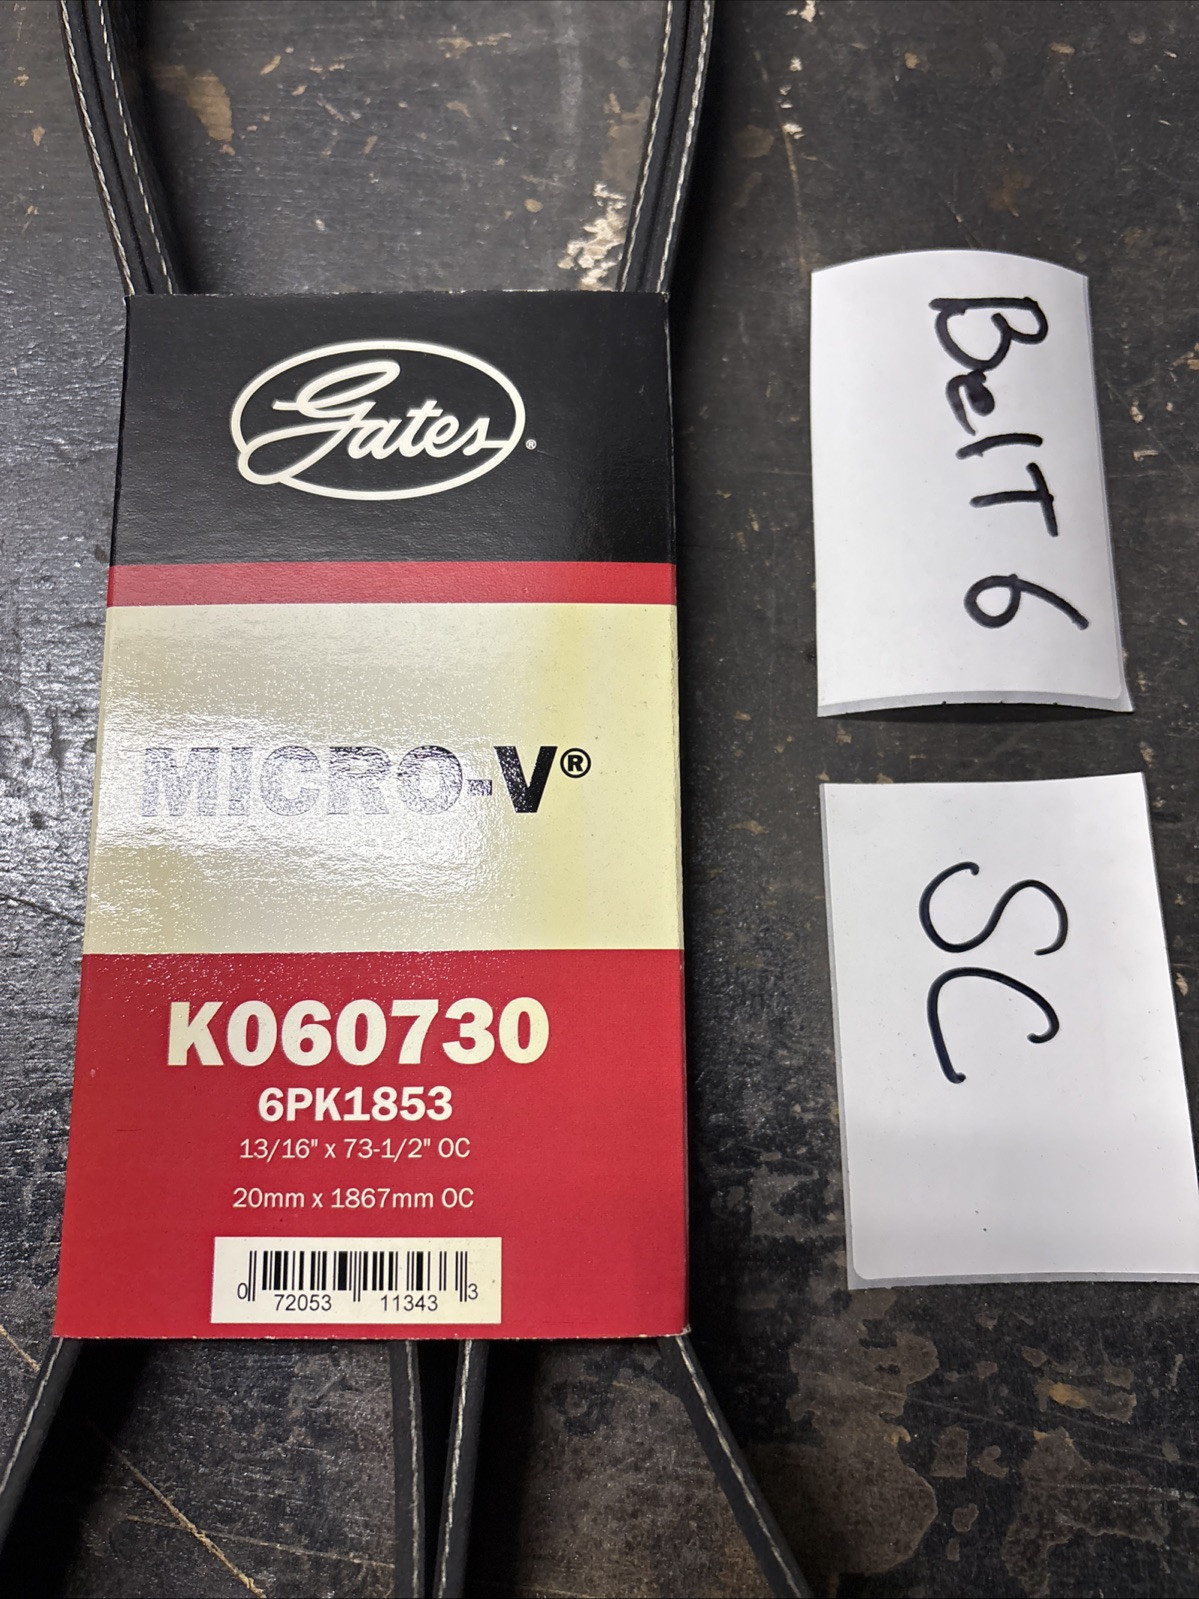 Gates®
MICRO-V®
K060730
6PK1853
13/16" x 73-1/2" OC
20mm x 1867mm OC
0 72053 11343 3
BelT 6
SC